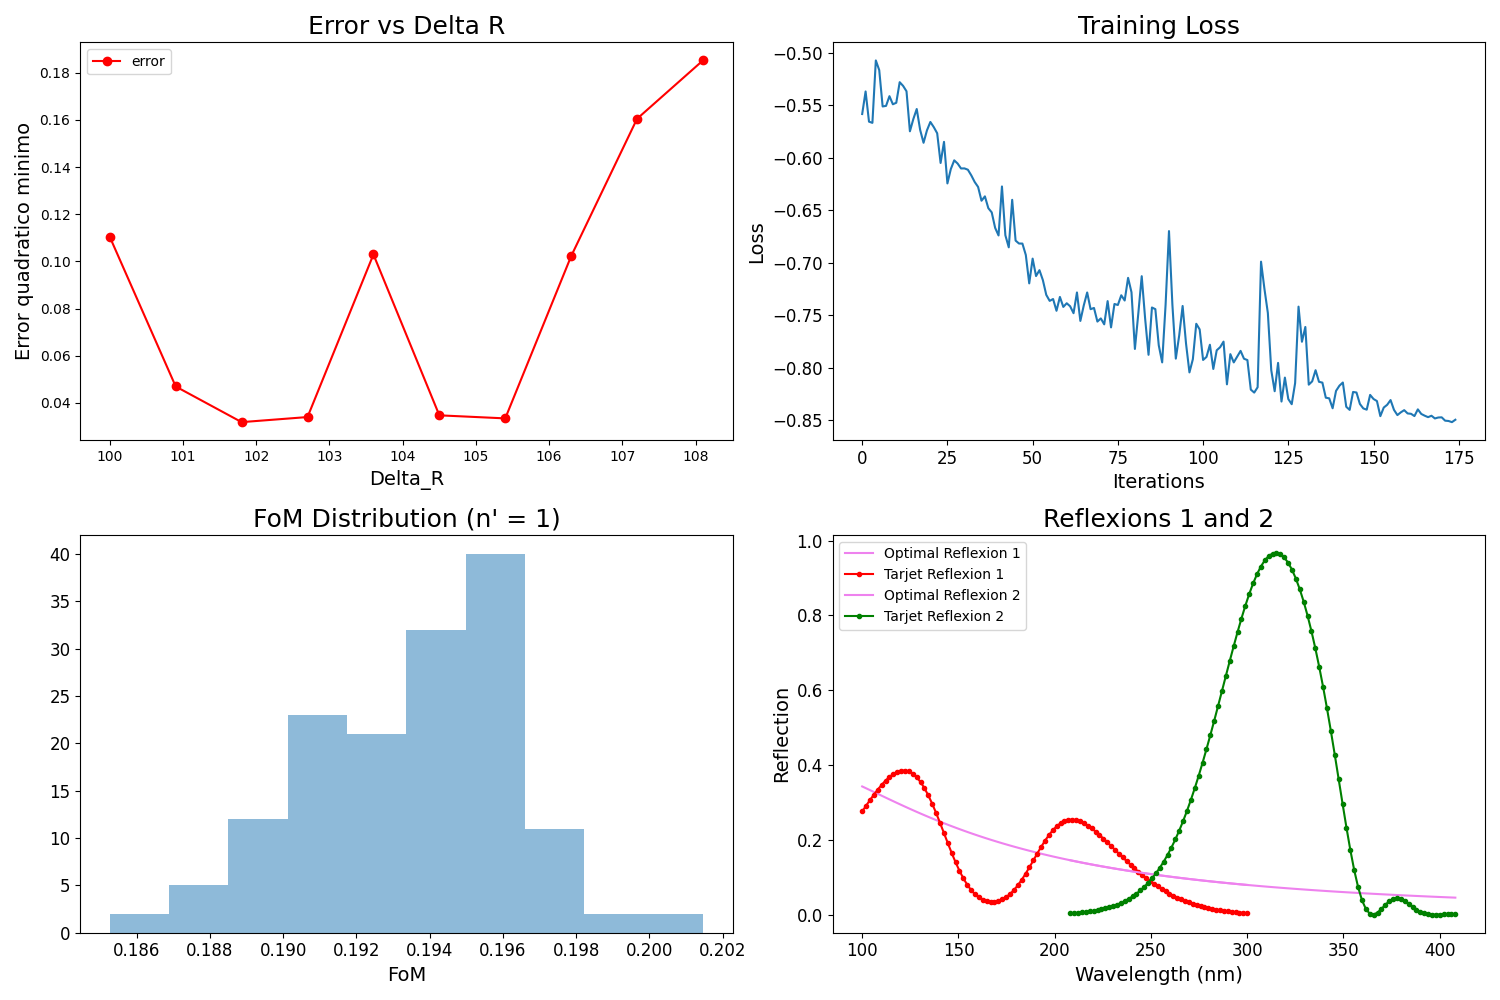 Error vs Delta R
error
Error quadratico minimo
0.18
0.16
0.14
0.12
0.10
0.08
0.06
0.04
100 101 102 103 104 105 106 107 108
Delta_R
Training Loss
Loss
−0.50
−0.55
−0.60
−0.65
−0.70
−0.75
−0.80
−0.85
0 25 50 75 100 125 150 175
Iterations
FoM Distribution (n' = 1)
40
35
30
25
20
15
10
5
0
0.186 0.188 0.190 0.192 0.194 0.196 0.198 0.200 0.202
FoM
Reflexions 1 and 2
Optimal Reflexion 1
Tarjet Reflexion 1
Optimal Reflexion 2
Tarjet Reflexion 2
Reflection
1.0
0.8
0.6
0.4
0.2
0.0
100 150 200 250 300 350 400
Wavelength (nm)